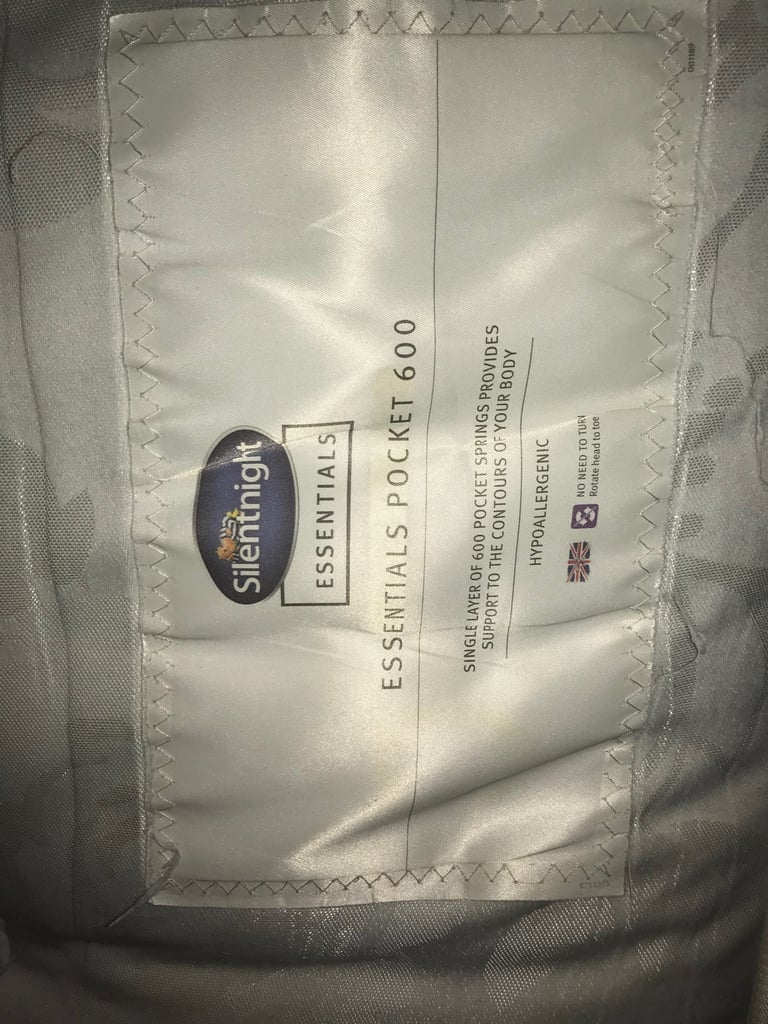 Silentnight
ESSENTIALS
ESSENTIALS POCKET 600
SINGLE LAYER OF 600 POCKET SPRINGS PROVIDES
SUPPORT TO THE CONTOURS OF YOUR BODY
HYPOALLERGENIC
NO NEED TO TURN
Rotate head to toe